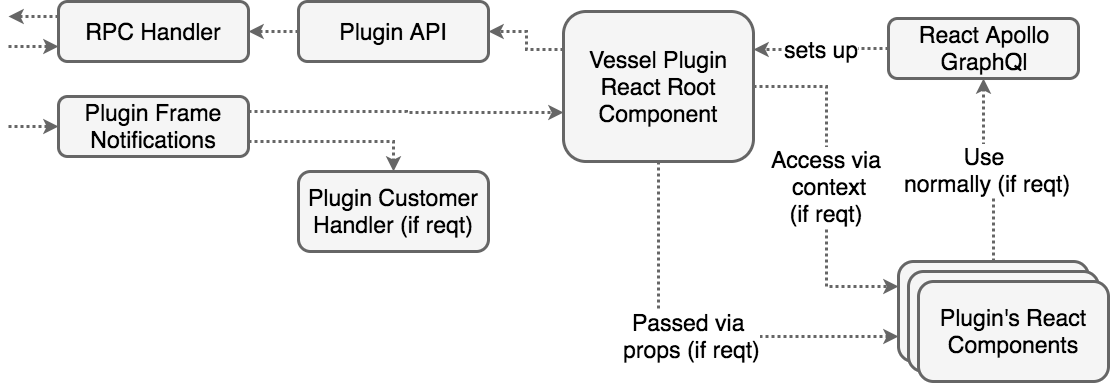 RPC Handler
Plugin API
Vessel Plugin
React Root
Component
sets up
React Apollo
GraphQl
Plugin Frame
Notifications
Plugin Customer
Handler (if reqt)
Access via
context
(if reqt)
Use
normally (if reqt)
Passed via
props (if reqt)
Plugin's React
Components